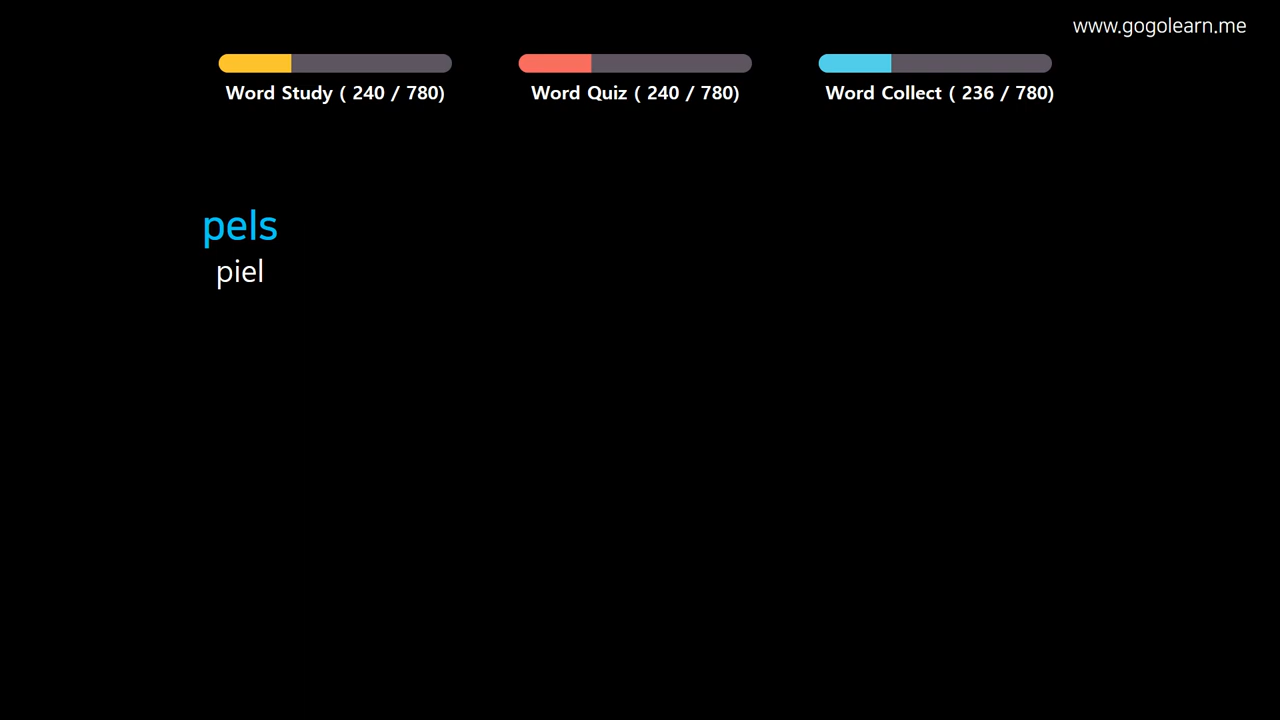 www.gogolearn.me
Word Study ( 240 / 780)
Word Quiz ( 240 / 780)
Word Collect ( 236 / 780)
pels
piel